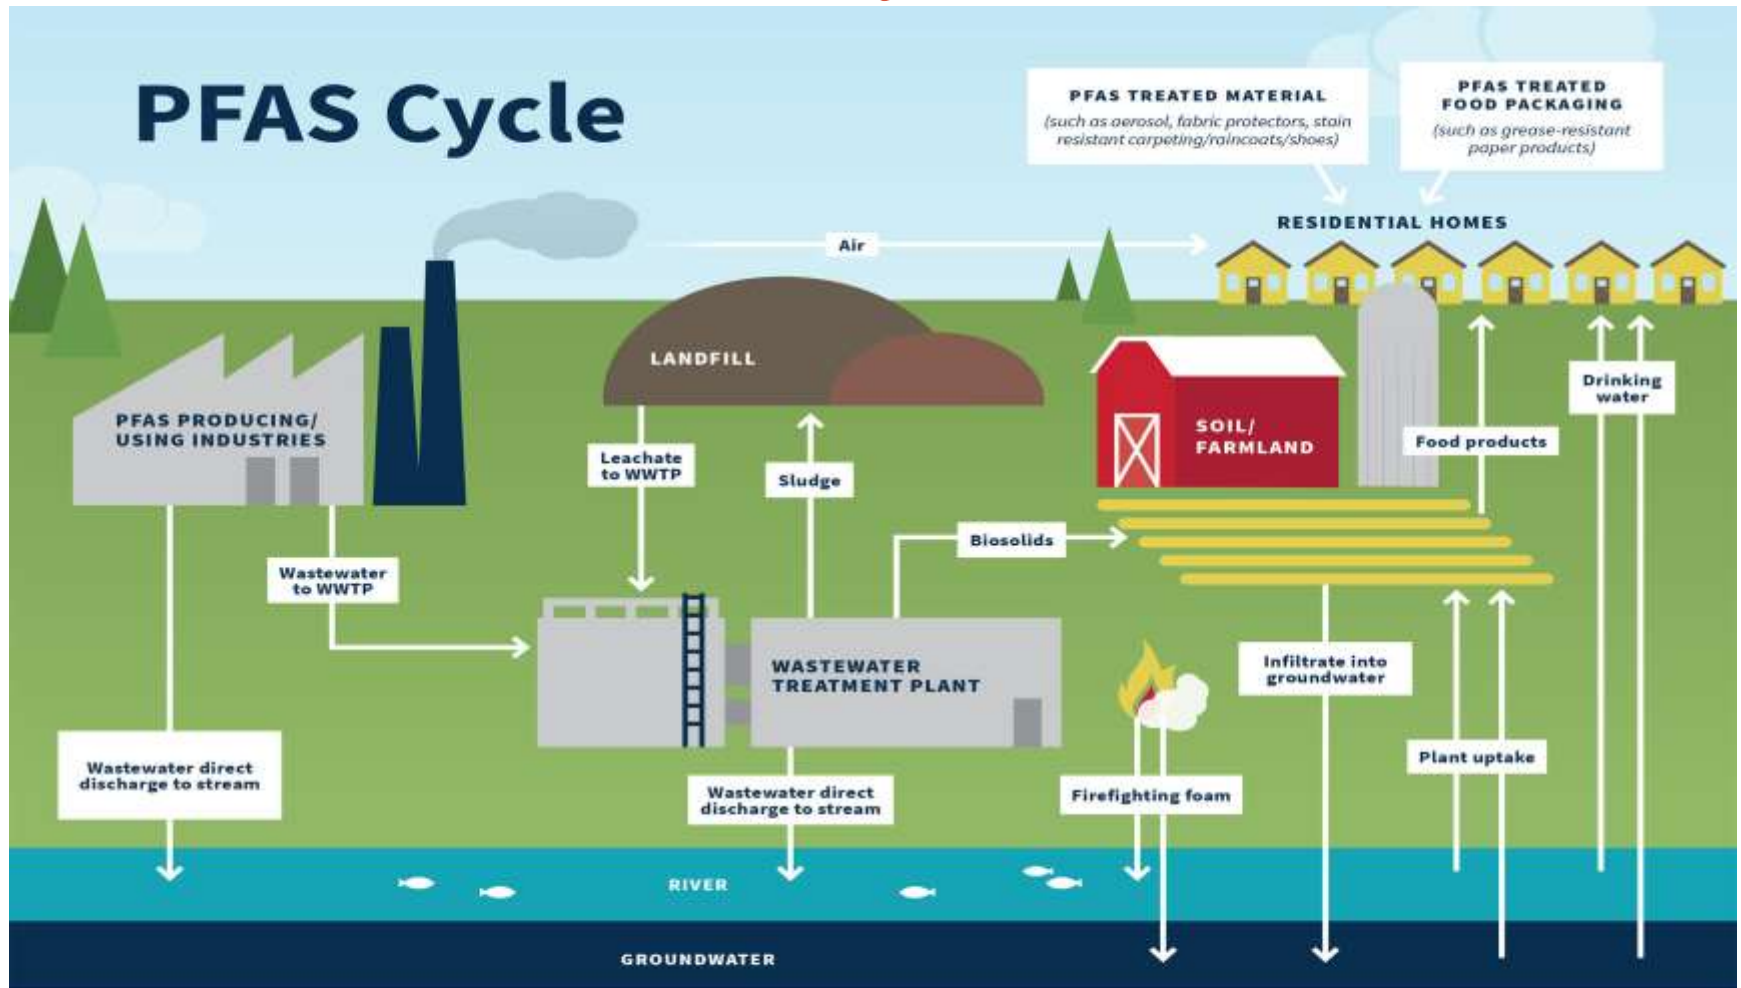 PFAS Cycle
PFAS TREATED MATERIAL
(such as aerosol, fabric protectors, stain
resistant carpeting/raincoats/shoes)
PFAS TREATED
FOOD PACKAGING
(such as grease-resistant
paper products)
RESIDENTIAL HOMES
Air
LANDFILL
PFAS PRODUCING/
USING INDUSTRIES
SOIL/
FARMLAND
Drinking
water
Food products
Leachate
to WWTP
Sludge
Biosolids
Wastewater
to WWTP
WASTEWATER
TREATMENT PLANT
Infiltrate into
groundwater
Plant uptake
Wastewater direct
discharge to stream
Wastewater direct
discharge to stream
Firefighting foam
RIVER
GROUNDWATER